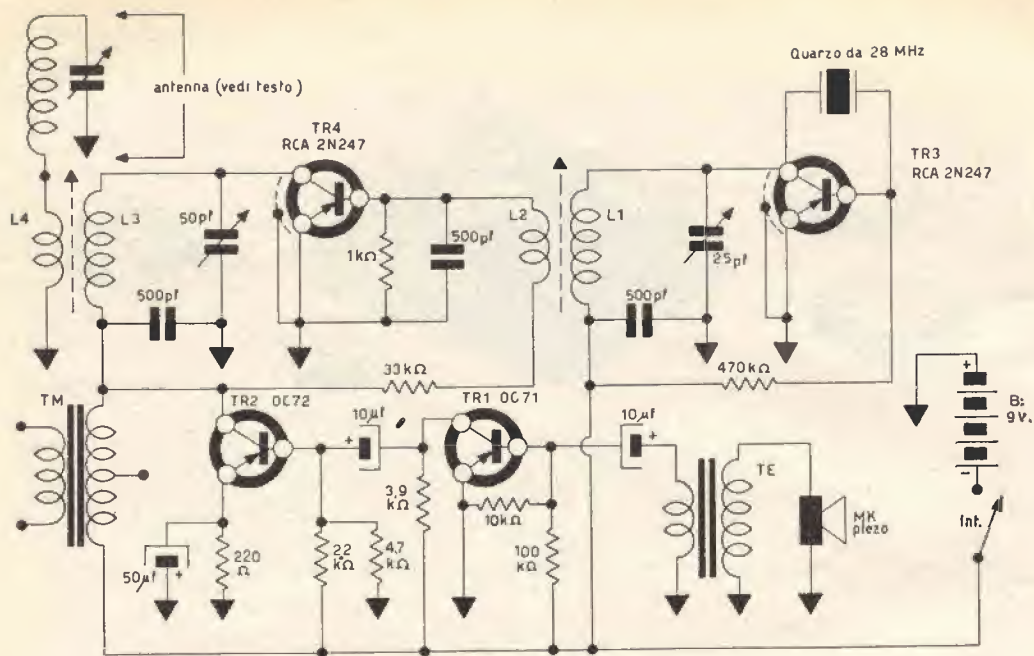 Quarzo da 28 MHz
antenna (vedi testo)
TR4
RCA 2N247
TR3
RCA 2N247
L4
L3
50pf
1kΩ
500pf
L2
L1
25pf
500pf
500pf
33kΩ
470kΩ
TM
TR2 OC72
10µf
+
TR1 OC71
10µf
+
+
B:
9V.
-
3,9
kΩ
10kΩ
TE
MK
piezo
Int.
50µf
+
220
Ω
22
kΩ
4,7
kΩ
100
kΩ